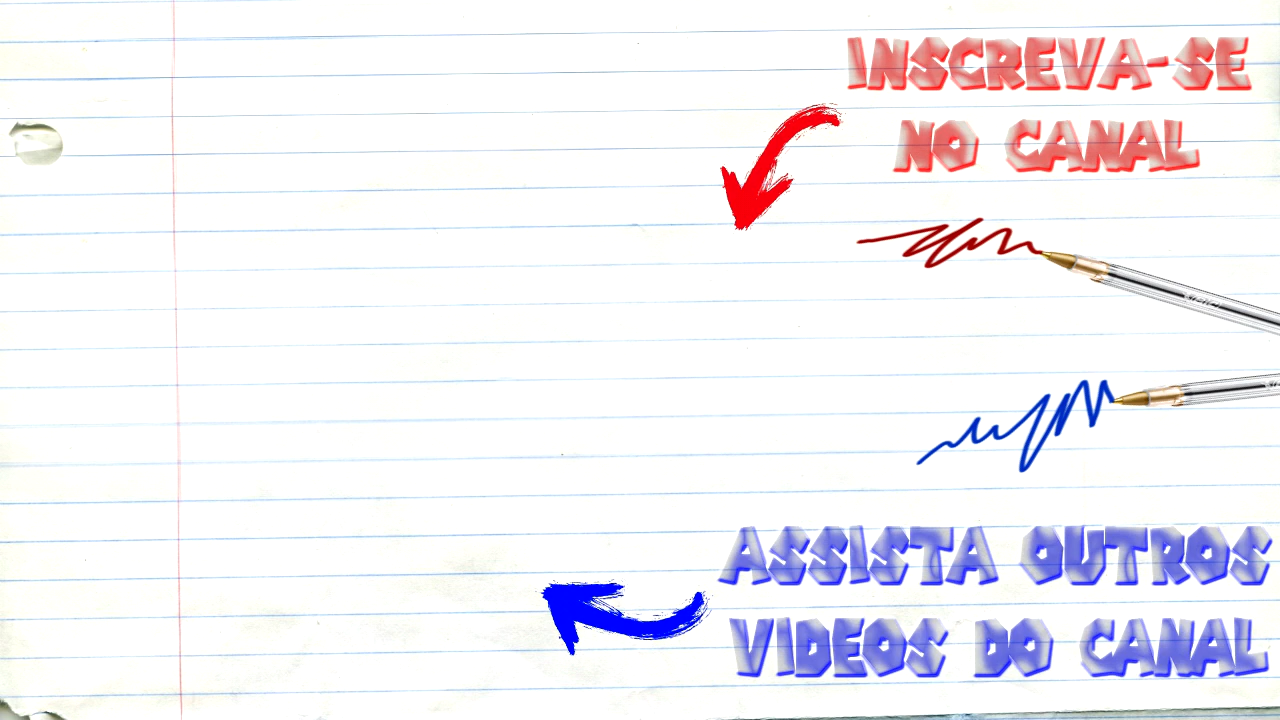 INSCREVA-SE
NO CANAL
ASSISTA OUTROS
VIDEOS DO CANAL